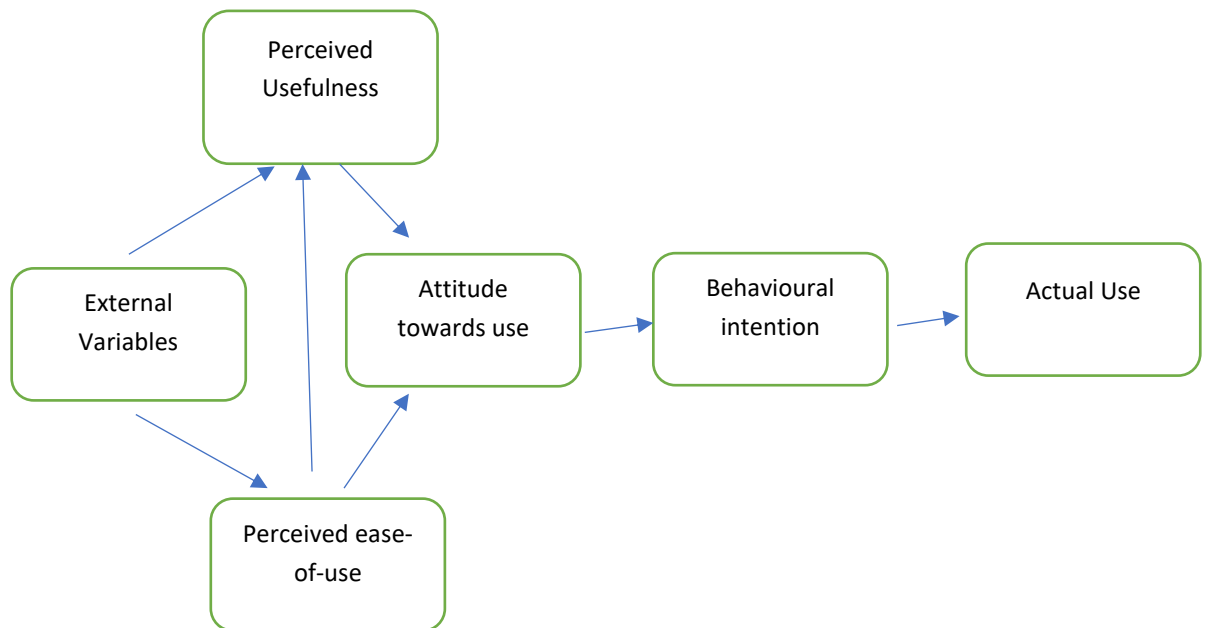 Perceived
Usefulness
External
Variables
Attitude
towards use
Behavioural
intention
Actual Use
Perceived ease-
of-use